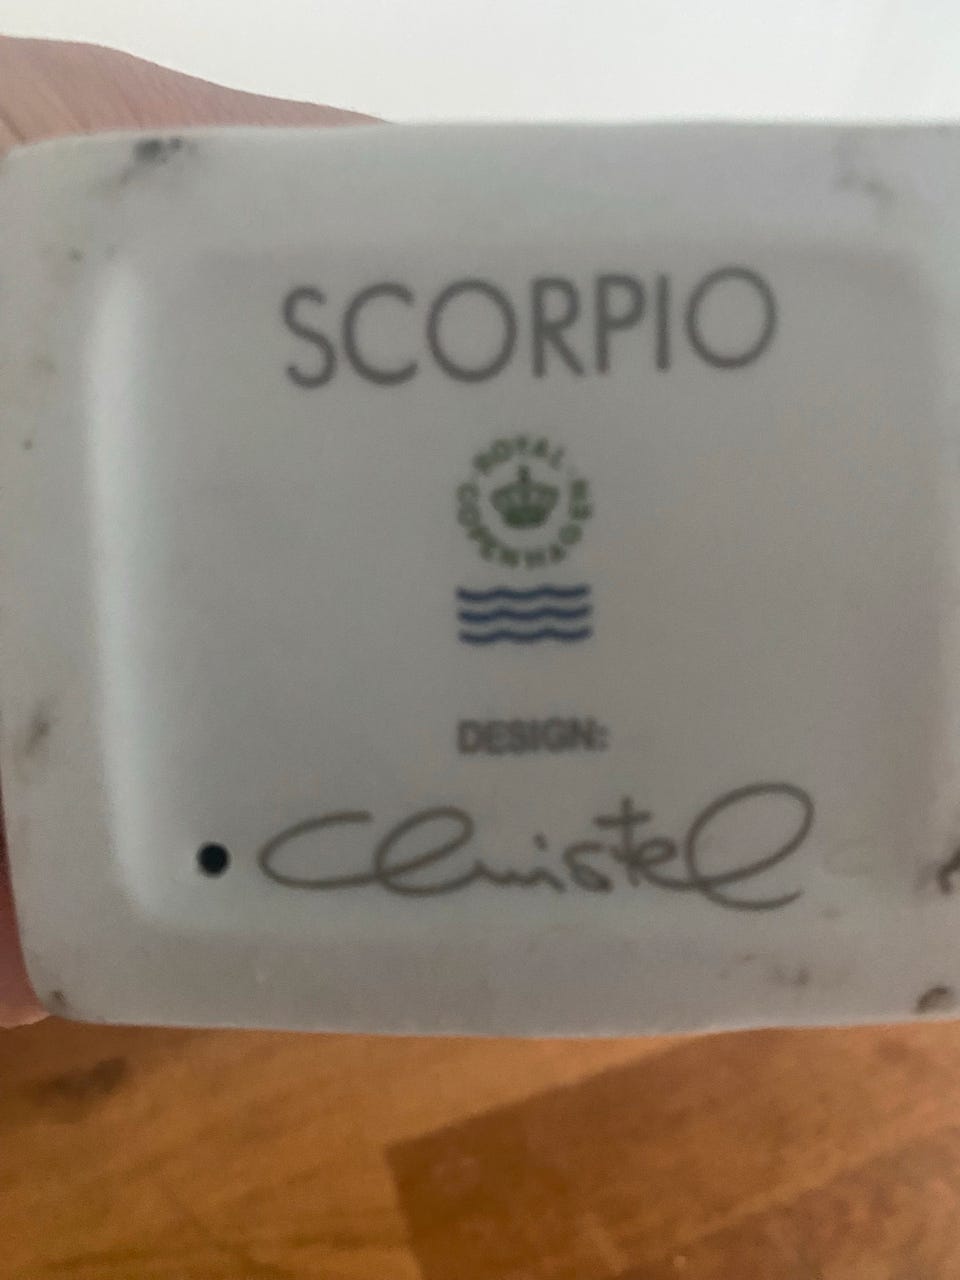 SCORPIO
ROYAL COPENHAGEN
DESIGN:
Christel